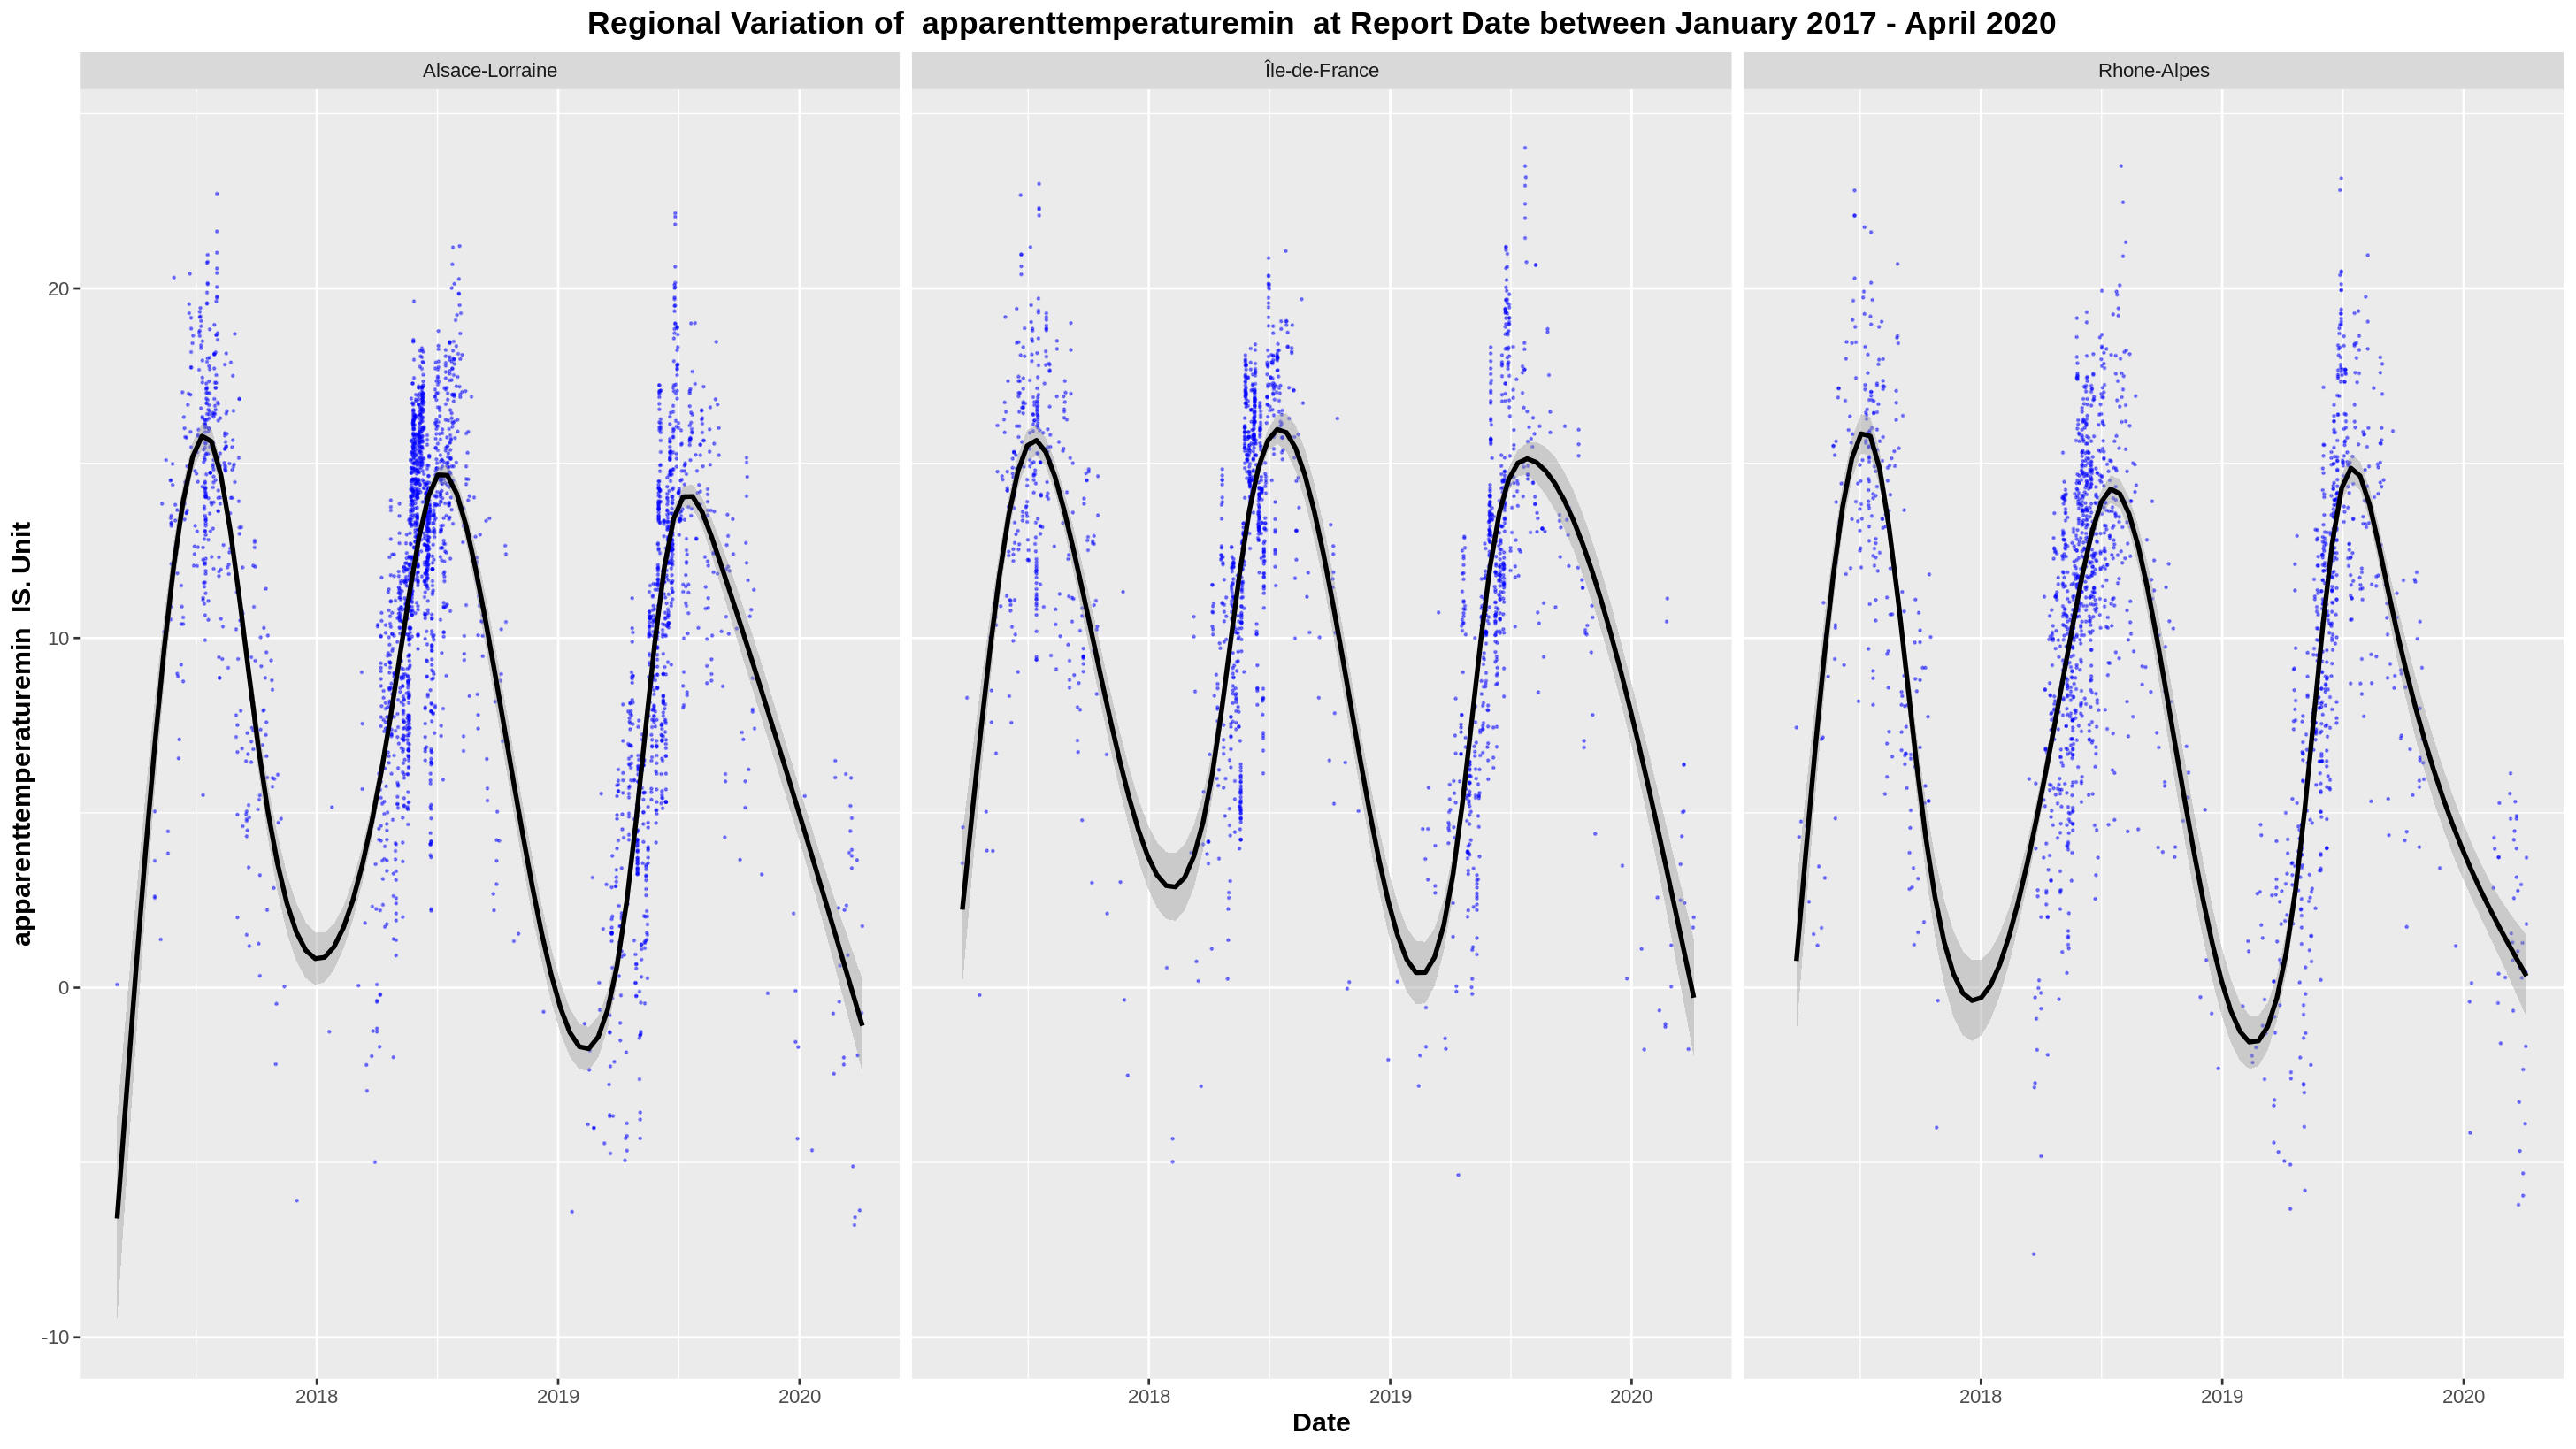 Regional Variation of  apparenttemperaturemin  at Report Date between January 2017 - April 2020
Alsace-Lorraine
Île-de-France
Rhone-Alpes
apparenttemperaturemin  IS. Unit
20
10
0
-10
2018 2019 2020
2018 2019 2020
2018 2019 2020
Date